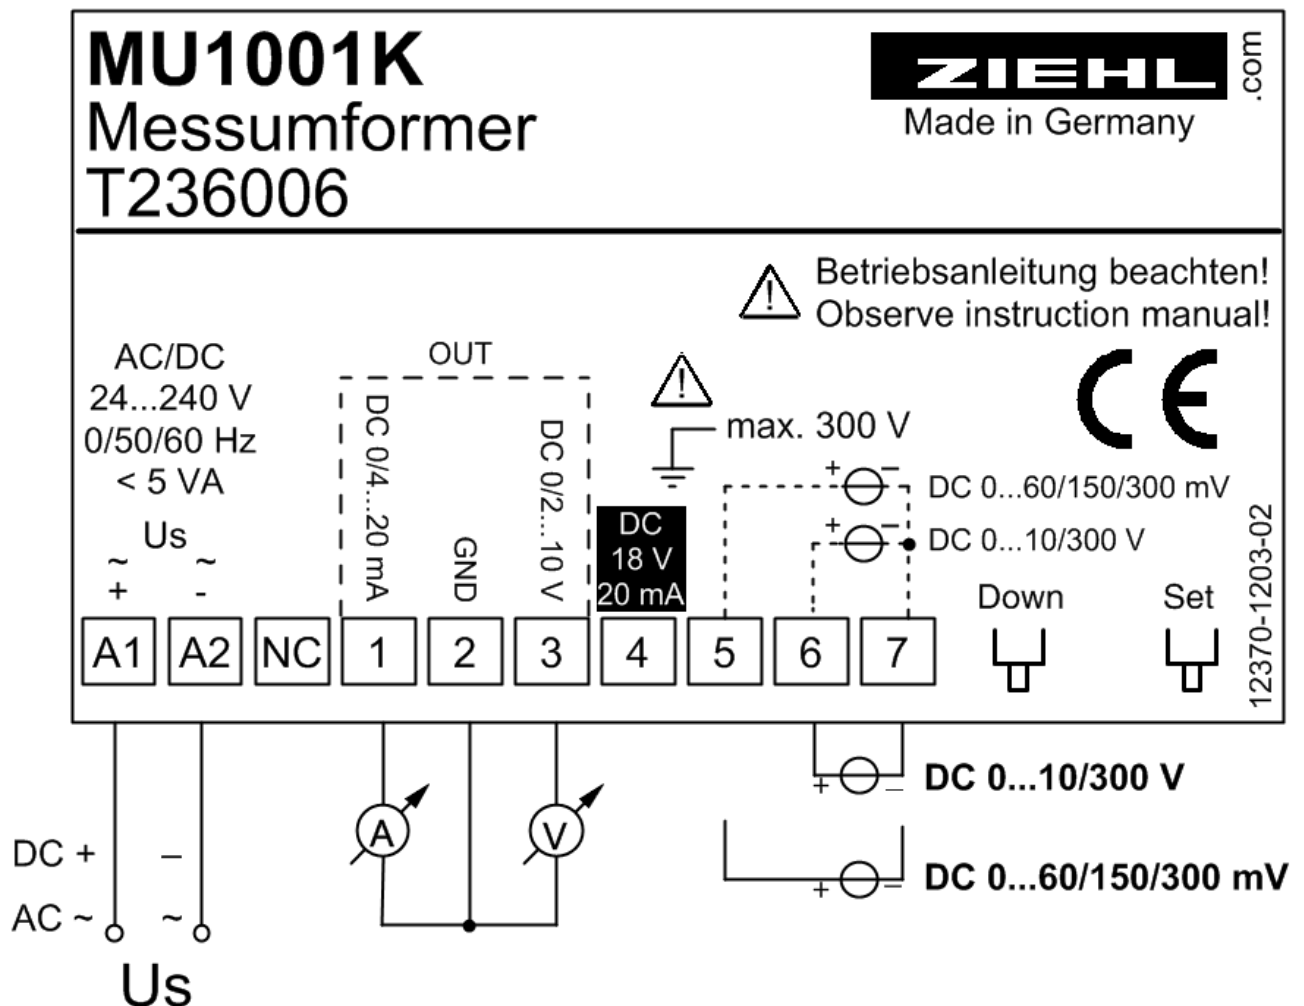 MU1001K
Messumformer
T236006
ZIEHL
.com
Made in Germany
Betriebsanleitung beachten!
Observe instruction manual!
AC/DC
24...240 V
0/50/60 Hz
< 5 VA
Us
~ ~
+ -
OUT
DC 0/4...20 mA
GND
DC 0/2...10 V
max. 300 V
DC
18 V
20 mA
+ – DC 0...60/150/300 mV
+ – DC 0...10/300 V
CE
Down
Set
12370-1203-02
A1 A2 NC 1 2 3 4 5 6 7
A
V
+ – DC 0...10/300 V
+ – DC 0...60/150/300 mV
DC + –
AC ~ ~
Us